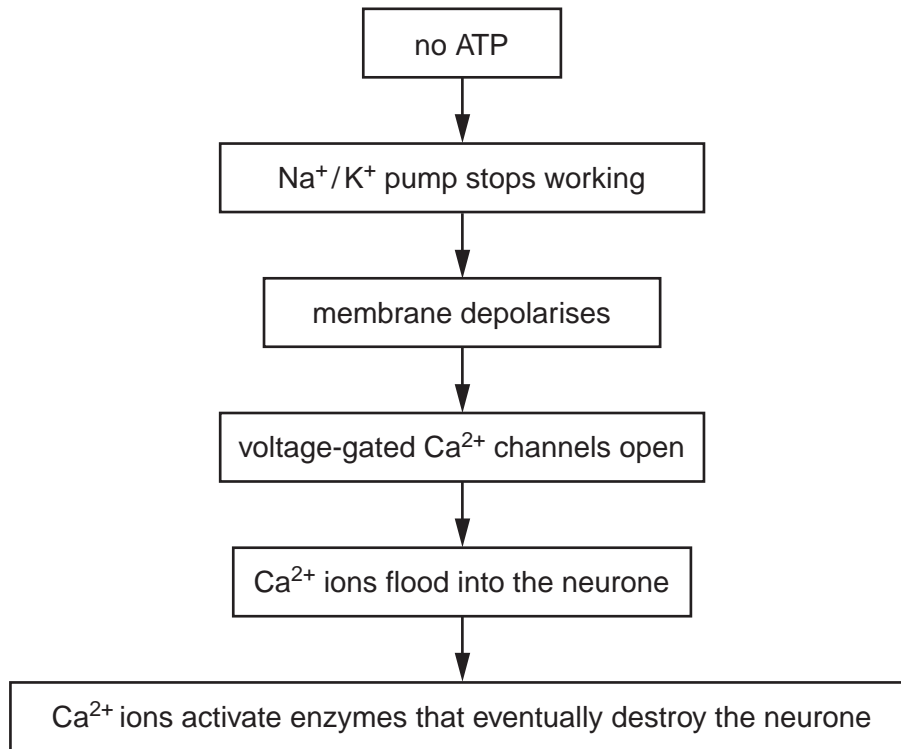 no ATP
Na⁺/K⁺ pump stops working
membrane depolarises
voltage-gated Ca²⁺ channels open
Ca²⁺ ions flood into the neurone
Ca²⁺ ions activate enzymes that eventually destroy the neurone